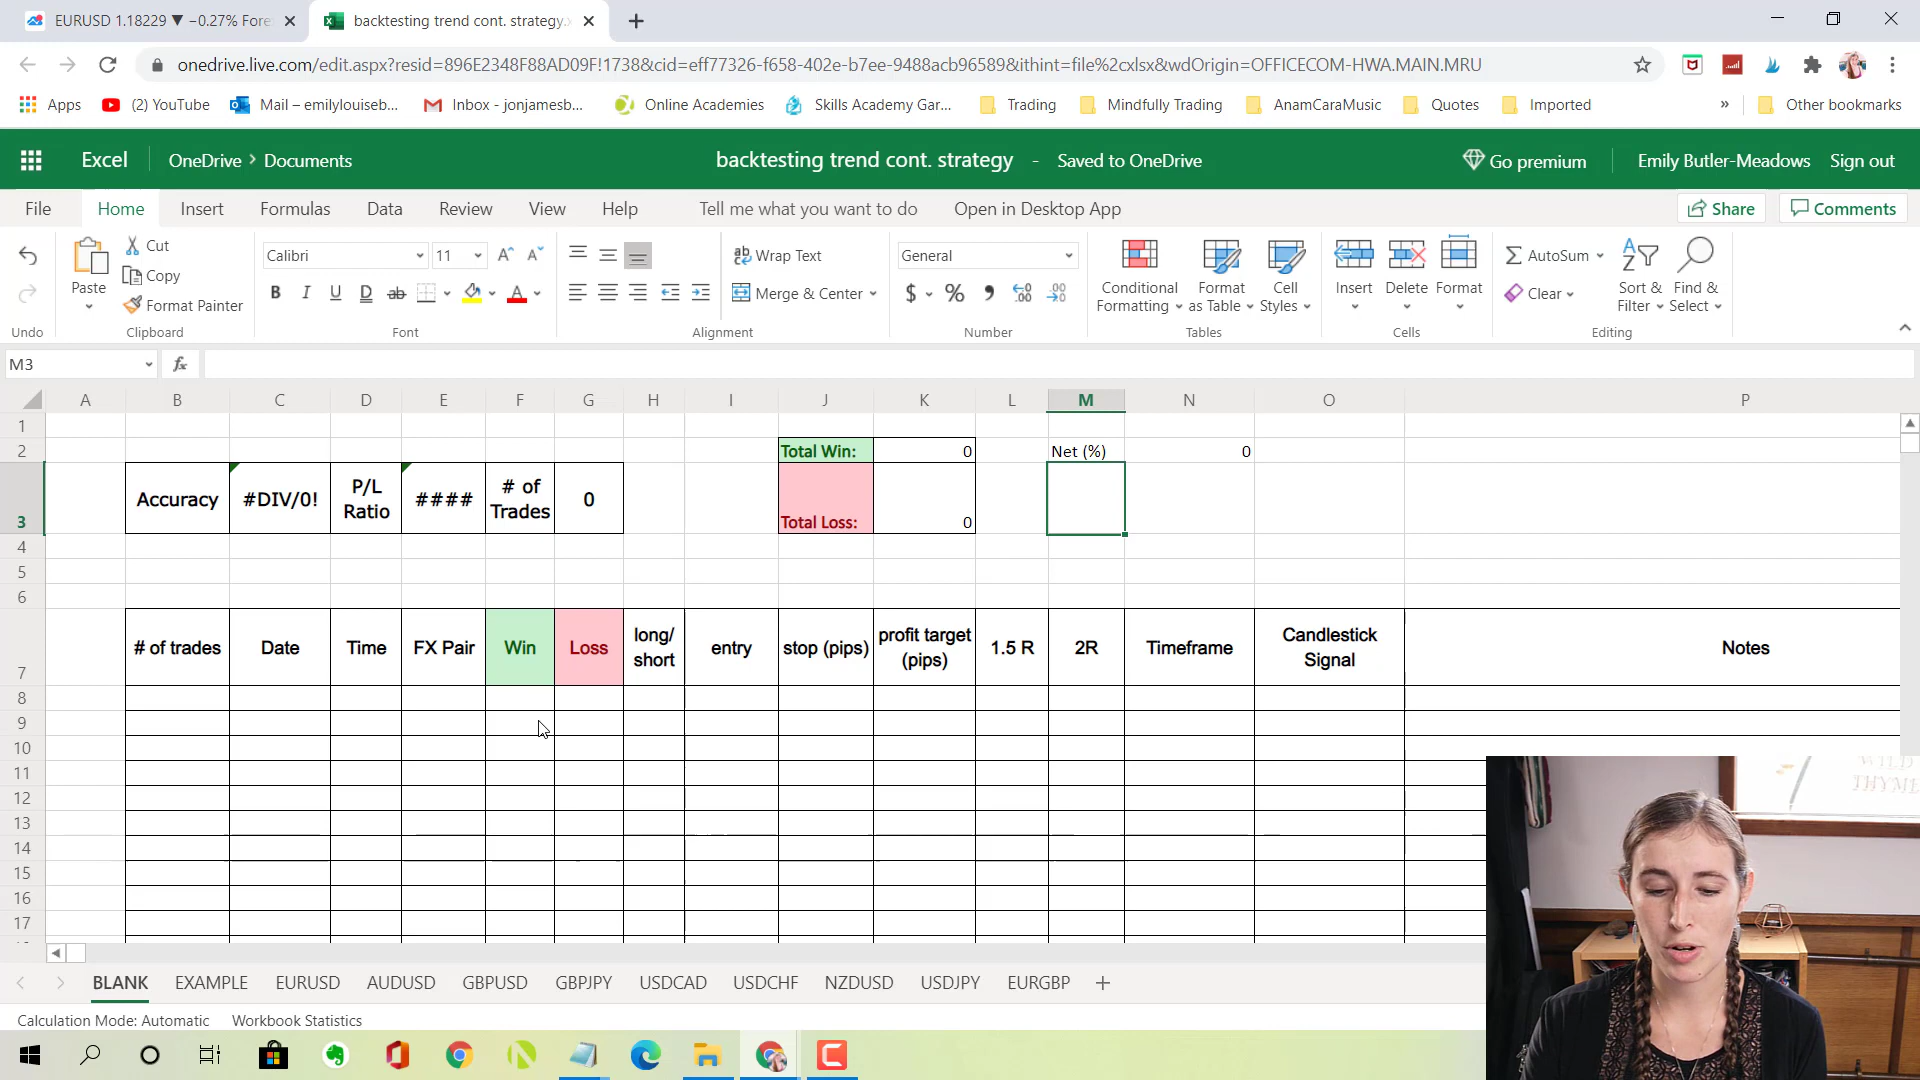 EURUSD 1.18229 ▼ −0.27% Fore
backtesting trend cont. strategy.x
onedrive.live.com/edit.aspx?resid=896E2348F88AD09F!1738&cid=eff77326-f658-402e-b7ee-9488acb96589&ithint=file%2cxlsx&wdOrigin=OFFICECOM-HWA.MAIN.MRU
Apps (2) YouTube Mail – emilylouiseb... Inbox - jonjamesb... Online Academies Skills Academy Gar... Trading Mindfully Trading AnamCaraMusic Quotes Imported » Other bookmarks
Excel OneDrive > Documents backtesting trend cont. strategy - Saved to OneDrive Go premium Emily Butler-Meadows Sign out
File Home Insert Formulas Data Review View Help Tell me what you want to do Open in Desktop App Share Comments
Paste Cut Copy Format Painter
Calibri 11 B I U D ab A
Wrap Text Merge & Center
General $ % 9
Conditional Formatting Format as Table Cell Styles
Insert Delete Format
AutoSum Clear Sort & Filter Find & Select
Undo Clipboard Font Alignment Number Tables Cells Editing
M3 fx
A B C D E F G H I J K L M N O P
1
2 Total Win: 0 Net (%) 0
3 Accuracy #DIV/0! P/L Ratio #### # of Trades 0 Total Loss: 0
4
5
6
7 # of trades Date Time FX Pair Win Loss long/ short entry stop (pips) profit target (pips) 1.5 R 2R Timeframe Candlestick Signal Notes
8
9
10
11
12
13
14
15
16
17
WILD
THYME
BLANK EXAMPLE EURUSD AUDUSD GBPUSD GBPJPY USDCAD USDCHF NZDUSD USDJPY EURGBP
Calculation Mode: Automatic Workbook Statistics